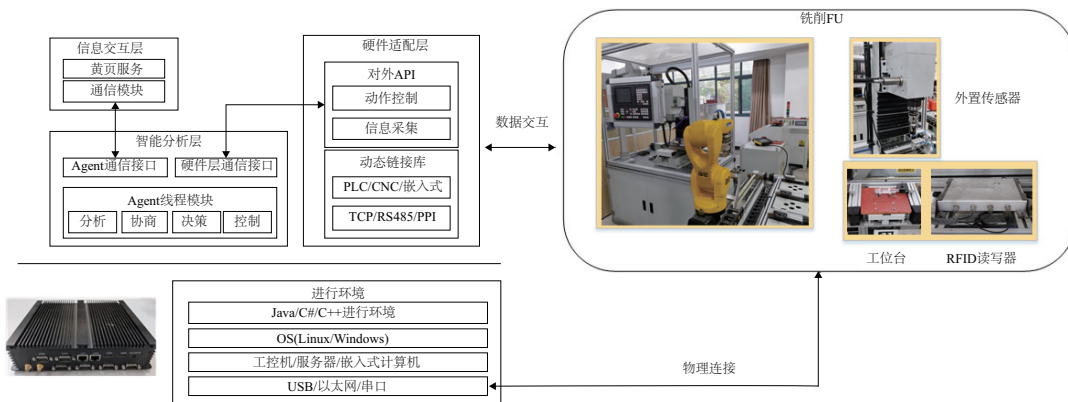 信息交互层
黄页服务
通信模块
智能分析层
Agent通信接口
硬件层通信接口
Agent线程模块
分析
协商
决策
控制
硬件适配层
对外API
动作控制
信息采集
动态链接库
PLC/CNC/嵌入式
TCP/RS485/PPI
数据交互
铣削FU
外置传感器
工位台
RFID读写器
进行环境
Java/C#/C++进行环境
OS(Linux/Windows)
工控机/服务器/嵌入式计算机
USB/以太网/串口
物理连接